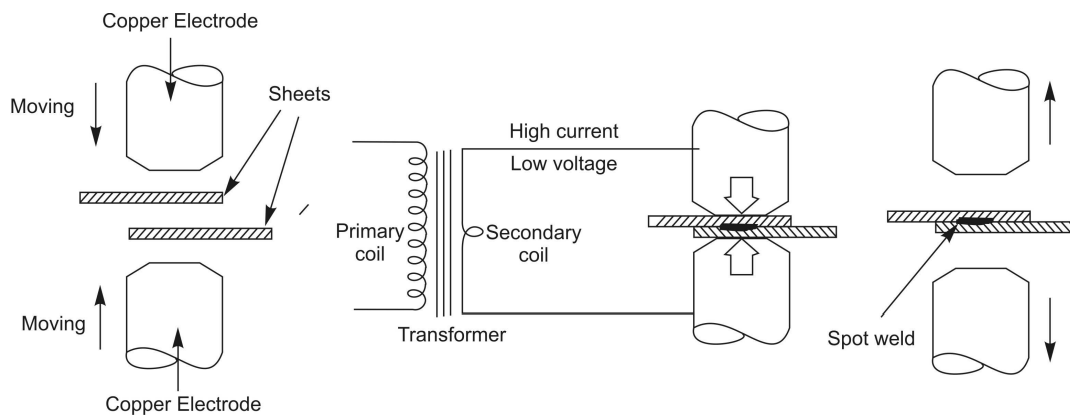 Copper Electrode
Moving
Sheets
Moving
Copper Electrode
High current
Low voltage
Primary
coil
Secondary
coil
Transformer
Spot weld